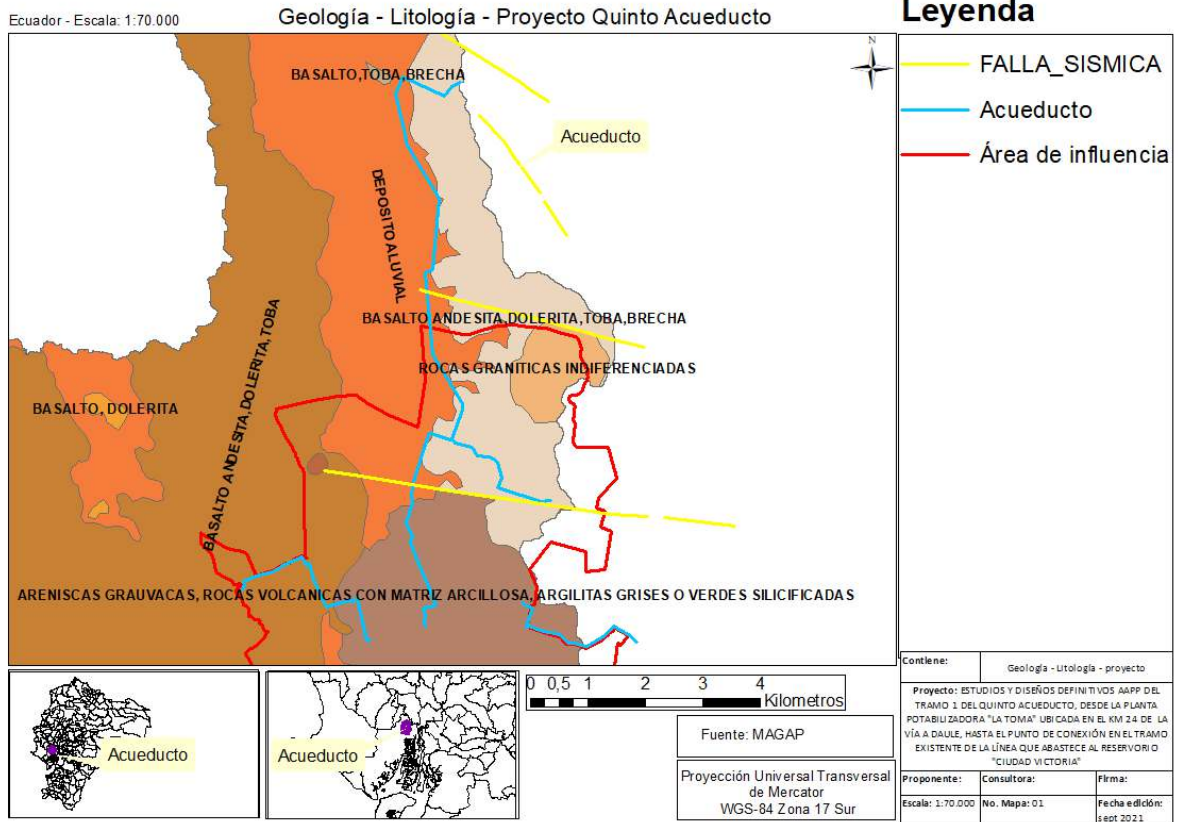 Ecuador - Escala: 1:70.000
Geología - Litología - Proyecto Quinto Acueducto
Leyenda
N
FALLA_SISMICA
Acueducto
Área de influencia
BASALTO,TOBA,BRECHA
Acueducto
DEPOSITO ALUVIAL
BASALTO ANDESITA,DOLERITA,TOBA
BASALTO ANDESITA,DOLERITA,TOBA,BRECHA
ROCAS GRANITICAS INDIFERENCIADAS
BASALTO, DOLERITA
ARENISCAS GRAUVACAS, ROCAS VOLCANICAS CON MATRIZ ARCILLOSA, ARGILITAS GRISES O VERDES SILICIFICADAS
Acueducto
Acueducto
0 0,5 1 2 3 4
Kilometros
Fuente: MAGAP
Proyección Universal Transversal
de Mercator
WGS-84 Zona 17 Sur
Contiene:
Geología - Litología - proyecto
Proyecto: ESTUDIOS Y DISEÑOS DEFINITIVOS AAPP DEL
TRAMO 1 DEL QUINTO ACUEDUCTO, DESDE LA PLANTA
POTABILIZADORA "LA TOMA" UBICADA EN EL KM 24 DE LA
VÍA A DAULE, HASTA EL PUNTO DE CONEXIÓN EN EL TRAMO
EXISTENTE DE LA LÍNEA QUE ABASTECE AL RESERVORIO
"CIUDAD VICTORIA"
Proponente: Consultora: Firma:
Escala: 1:70.000 No. Mapa: 01 Fecha edición:
sept 2021